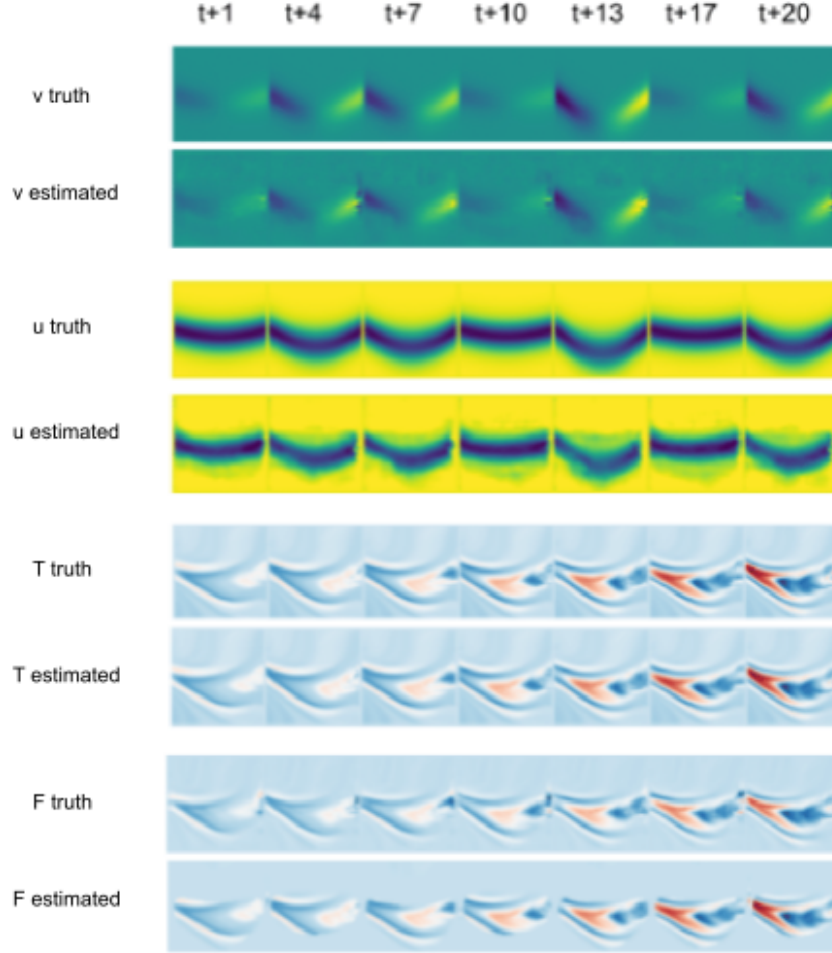 t+1 t+4 t+7 t+10 t+13 t+17 t+20
v truth
v estimated
u truth
u estimated
T truth
T estimated
F truth
F estimated